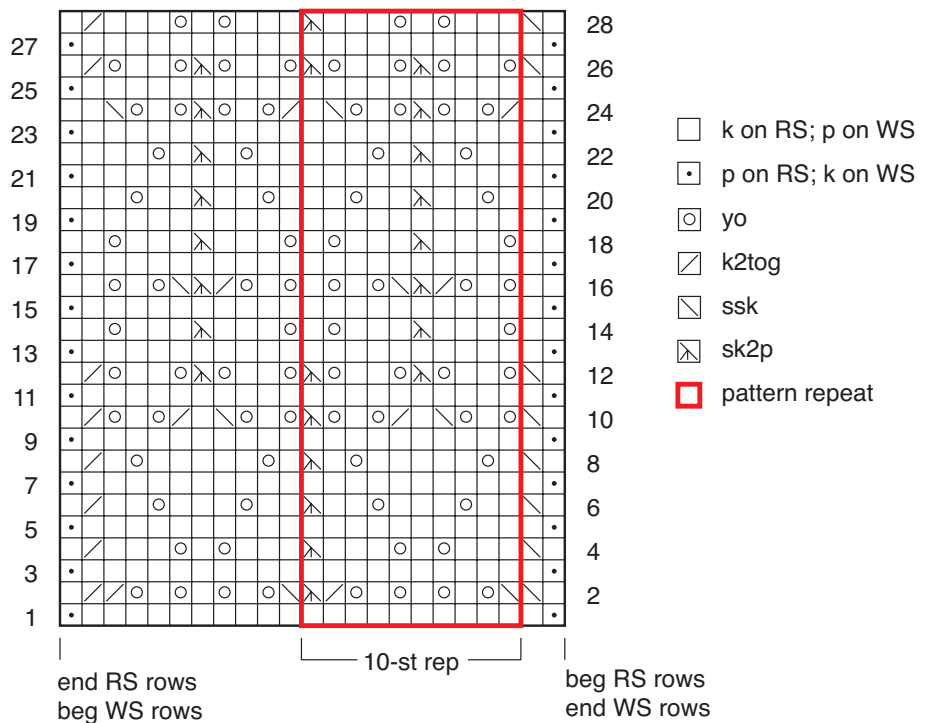 28
27
26
25
24
23
22
21
20
19
18
17
16
15
14
13
12
11
10
9
8
7
6
5
4
3
2
1
k on RS; p on WS
p on RS; k on WS
yo
k2tog
ssk
sk2p
pattern repeat
10-st rep
end RS rows
beg WS rows
beg RS rows
end WS rows